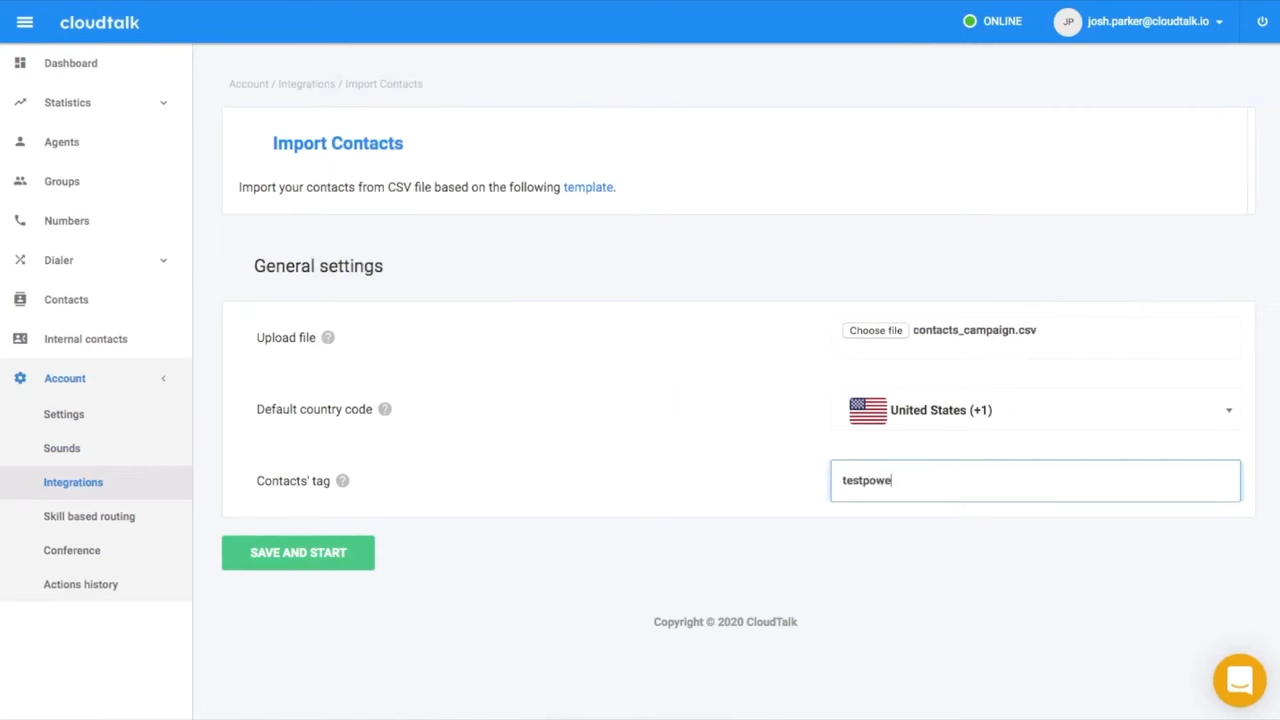 cloudtalk
ONLINE
JP
josh.parker@cloudtalk.io
Dashboard
Statistics
Agents
Groups
Numbers
Dialer
Contacts
Internal contacts
Account
Settings
Sounds
Integrations
Skill based routing
Conference
Actions history
Account / Integrations / Import Contacts
Import Contacts
Import your contacts from CSV file based on the following template.
General settings
Upload file ?
Choose file contacts_campaign.csv
Default country code ?
United States (+1)
Contacts' tag ?
testpowe
SAVE AND START
Copyright © 2020 CloudTalk